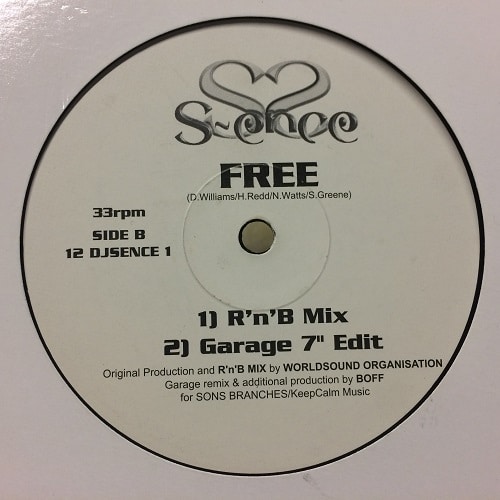 S-ence
FREE
(D.Williams/H.Redd/N.Watts/S.Greene)
33rpm
SIDE B
12 DJSENCE 1
1) R'n'B Mix
2) Garage 7" Edit
Original Production and R'n'B MIX by WORLDSOUND ORGANISATION
Garage remix & additional production by BOFF
for SONS BRANCHES/KeepCalm Music